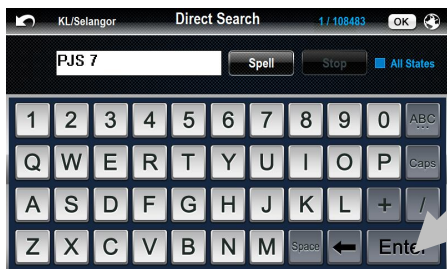 KL/Selangor Direct Search 1 / 108483 OK
PJS 7 Spell Stop All States
1 2 3 4 5 6 7 8 9 0 ABC...
Q W E R T Y U I O P Caps
A S D F G H J K L + /
Z X C V B N M Space Enter